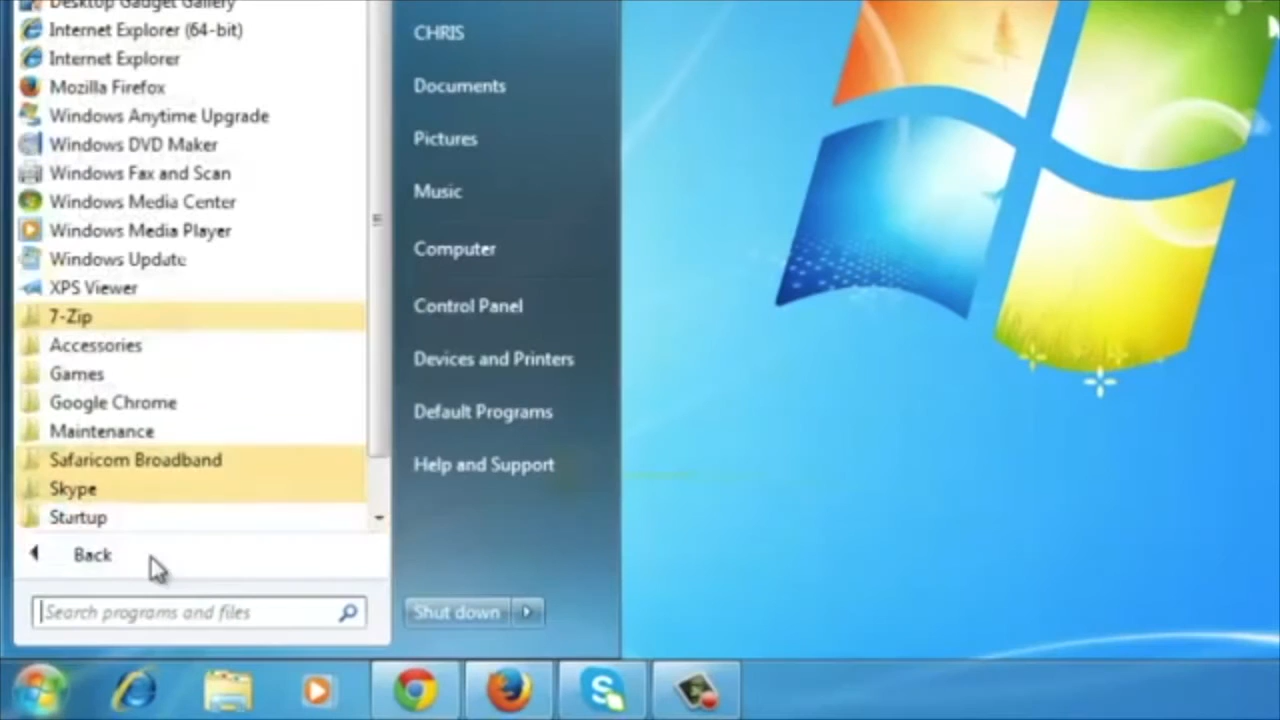 Desktop Gadget Gallery
Internet Explorer (64-bit)
Internet Explorer
Mozilla Firefox
Windows Anytime Upgrade
Windows DVD Maker
Windows Fax and Scan
Windows Media Center
Windows Media Player
Windows Update
XPS Viewer
7-Zip
Accessories
Games
Google Chrome
Maintenance
Safaricom Broadband
Skype
Startup
Back
Search programs and files
CHRIS
Documents
Pictures
Music
Computer
Control Panel
Devices and Printers
Default Programs
Help and Support
Shut down